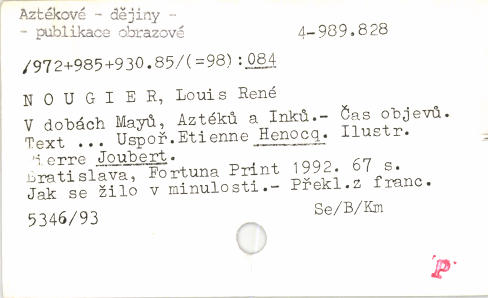 Aztékové - dějiny -
- publikace obrazové
4-989.828
/972+985+930.85/(=98):084
N O U G I E R, Louis René
V dobách Mayů, Aztéků a Inků.- Čas objevů.
Text ... Uspoř.Etienne Henocq. Ilustr.
Pierre Joubert.
Bratislava, Fortuna Print 1992. 67 s.
Jak se žilo v minulosti.- Překl.z franc.
5346/93
Se/B/Km
P